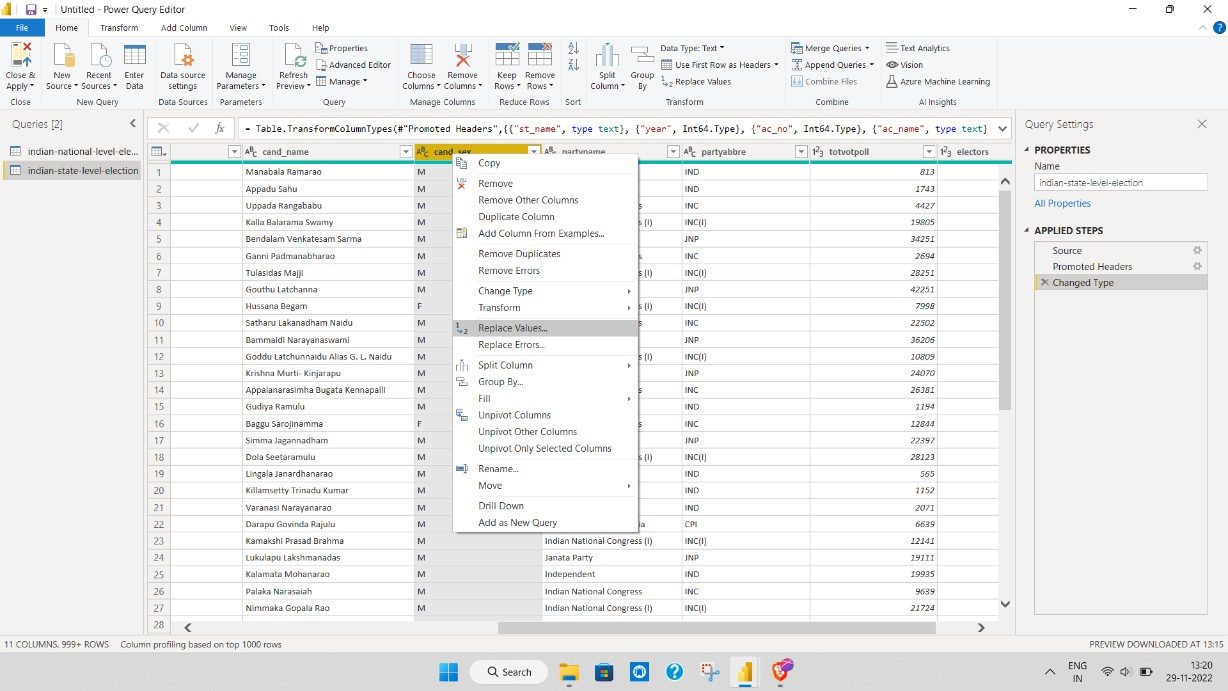 Untitled - Power Query Editor
File Home Transform Add Column View Tools Help
Close & Apply
New Source
Recent Sources
Enter Data
Data source settings
Manage Parameters
Refresh Preview
Properties
Advanced Editor
Manage
Choose Columns
Remove Columns
Keep Rows
Remove Rows
Split Column
Group By
Data Type: Text
Use First Row as Headers
Replace Values
Merge Queries
Append Queries
Combine Files
Text Analytics
Vision
Azure Machine Learning
Close New Query Data Sources Parameters Query Manage Columns Reduce Rows Sort Transform Combine AI Insights
Queries [2]
indian-national-level-ele...
indian-state-level-election
= Table.TransformColumnTypes(#"Promoted Headers",{{"st_name", type text}, {"year", Int64.Type}, {"ac_no", Int64.Type}, {"ac_name", type text}
cand_name cand_sex partyname partyabbre totvotpoll electors
1 Manabala Ramarao M IND 813
2 Appadu Sahu M IND 1743
3 Uppada Rangababu M s INC 4427
4 Kalla Balarama Swamy M s (I) INC(I) 19805
5 Bendalam Venkatesam Sarma M JNP 34251
6 Ganni Padmanabharao M s INC 2694
7 Tulasidas Majji M s (I) INC(I) 28251
8 Gouthu Latchanna M JNP 42251
9 Hussana Begam F s (I) INC(I) 7998
10 Satharu Lakanadham Naidu M s INC 22502
11 Bammaidi Narayanaswami M JNP 36206
12 Goddu Latchunnaidu Alias G. L. Naidu M s (I) INC(I) 10809
13 Krishna Murti- Kinjarapu M JNP 24070
14 Appalanarasimha Bugata Kennapalli M s INC 26381
15 Gudiya Ramulu M IND 1194
16 Baggu Sarojinamma F s INC 12844
17 Simma Jagannadham M JNP 22397
18 Dola Seetaramulu M s (I) INC(I) 28123
19 Lingala Janardhanarao M IND 565
20 Killamsetty Trinadu Kumar M IND 1152
21 Varanasi Narayanarao M IND 2071
22 Darapu Govinda Rajulu M ia CPI 6639
23 Kamakshi Prasad Brahma M Indian National Congress (I) INC(I) 12141
24 Lukulapu Lakshmanadas M Janata Party JNP 19111
25 Kalamata Mohanarao M Independent IND 19935
26 Palaka Narasaiah M Indian National Congress INC 9639
27 Nimmaka Gopala Rao M Indian National Congress (I) INC(I) 21724
28
Copy
Remove
Remove Other Columns
Duplicate Column
Add Column From Examples...
Remove Duplicates
Remove Errors
Change Type
Transform
Replace Values...
Replace Errors...
Split Column
Group By...
Fill
Unpivot Columns
Unpivot Other Columns
Unpivot Only Selected Columns
Rename...
Move
Drill Down
Add as New Query
Query Settings
PROPERTIES
Name
indian-state-level-election
All Properties
APPLIED STEPS
Source
Promoted Headers
Changed Type
11 COLUMNS, 999+ ROWS Column profiling based on top 1000 rows PREVIEW DOWNLOADED AT 13:15
Search
ENG
IN
13:20
29-11-2022